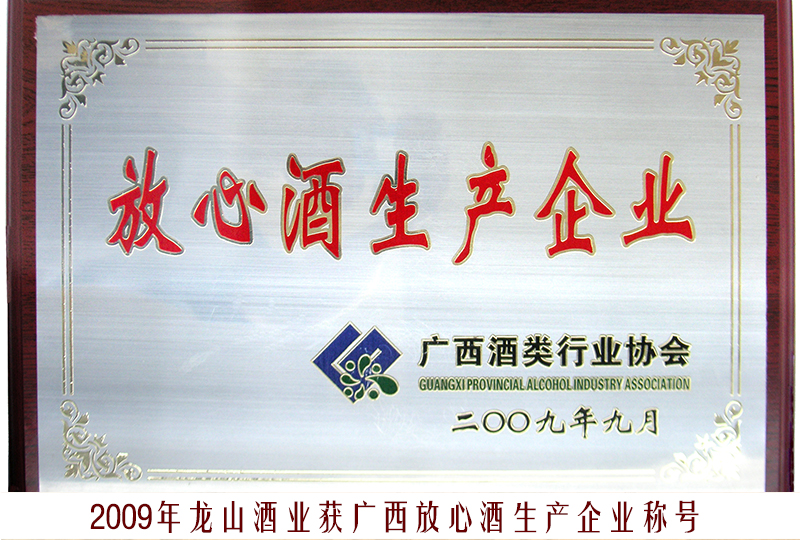 放心酒生产企业
广西酒类行业协会
GUANGXI PROVINCIAL ALCOHOL INDUSTRY ASSOCIATION
二〇〇九年九月
2009年龙山酒业获广西放心酒生产企业称号